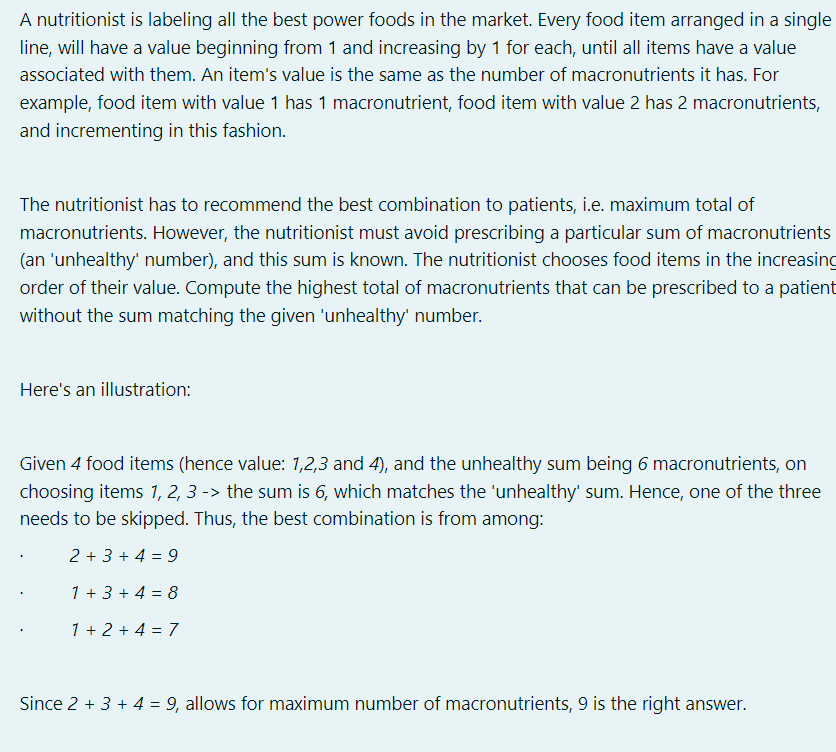 A nutritionist is labeling all the best power foods in the market. Every food item arranged in a single
line, will have a value beginning from 1 and increasing by 1 for each, until all items have a value
associated with them. An item's value is the same as the number of macronutrients it has. For
example, food item with value 1 has 1 macronutrient, food item with value 2 has 2 macronutrients,
and incrementing in this fashion.
The nutritionist has to recommend the best combination to patients, i.e. maximum total of
macronutrients. However, the nutritionist must avoid prescribing a particular sum of macronutrients
(an 'unhealthy' number), and this sum is known. The nutritionist chooses food items in the increasing
order of their value. Compute the highest total of macronutrients that can be prescribed to a patient
without the sum matching the given 'unhealthy' number.
Here's an illustration:
Given 4 food items (hence value: 1,2,3 and 4), and the unhealthy sum being 6 macronutrients, on
choosing items 1, 2, 3 -> the sum is 6, which matches the 'unhealthy' sum. Hence, one of the three
needs to be skipped. Thus, the best combination is from among:
· 2 + 3 + 4 = 9
· 1 + 3 + 4 = 8
· 1 + 2 + 4 = 7
Since 2 + 3 + 4 = 9, allows for maximum number of macronutrients, 9 is the right answer.